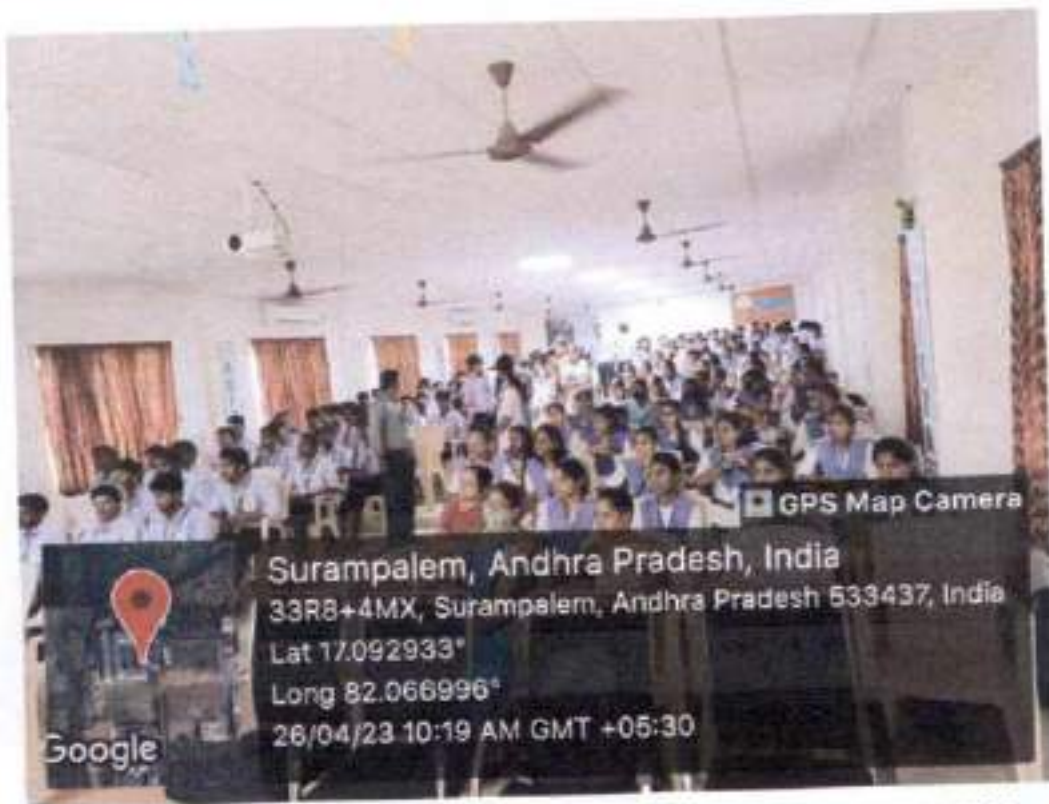 GPS Map Camera
Surampalem, Andhra Pradesh, India
33R8+4MX, Surampalem, Andhra Pradesh 533437, India
Lat 17.092933°
Long 82.066996°
26/04/23 10:19 AM GMT +05:30
Google